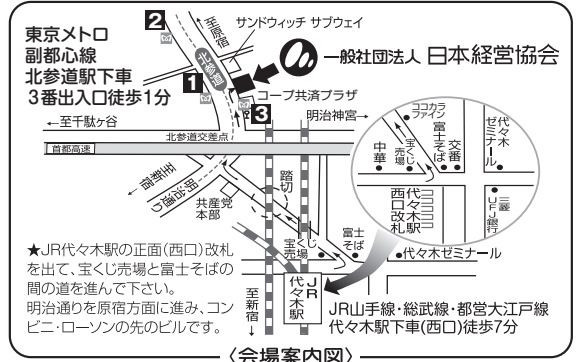 2
至原宿→
サンドウィッチ サブウェイ
東京メトロ
副都心線
北参道駅下車
3番出入口徒歩1分
北参道
一般社団法人 日本経営協会
1
コープ共済プラザ
3
明治神宮→
←至千駄ヶ谷
北参道交差点
首都高速
ココカラファイン
中華
宝くじ売場
富士そば
交番
代々木ゼミナール
代々木駅西口改札
三菱UFJ銀行
←至新宿
明治通り
踏切
共産党本部
宝くじ売場
富士そば
代々木ゼミナール
★JR代々木駅の正面(西口)改札
を出て、宝くじ売場と富士そばの
間の道を進んで下さい。
明治通りを原宿方面に進み、コン
ビニ・ローソンの先のビルです。
至新宿→
JR代々木駅
JR山手線・総武線・都営大江戸線
代々木駅下車(西口)徒歩7分
〈会場案内図〉